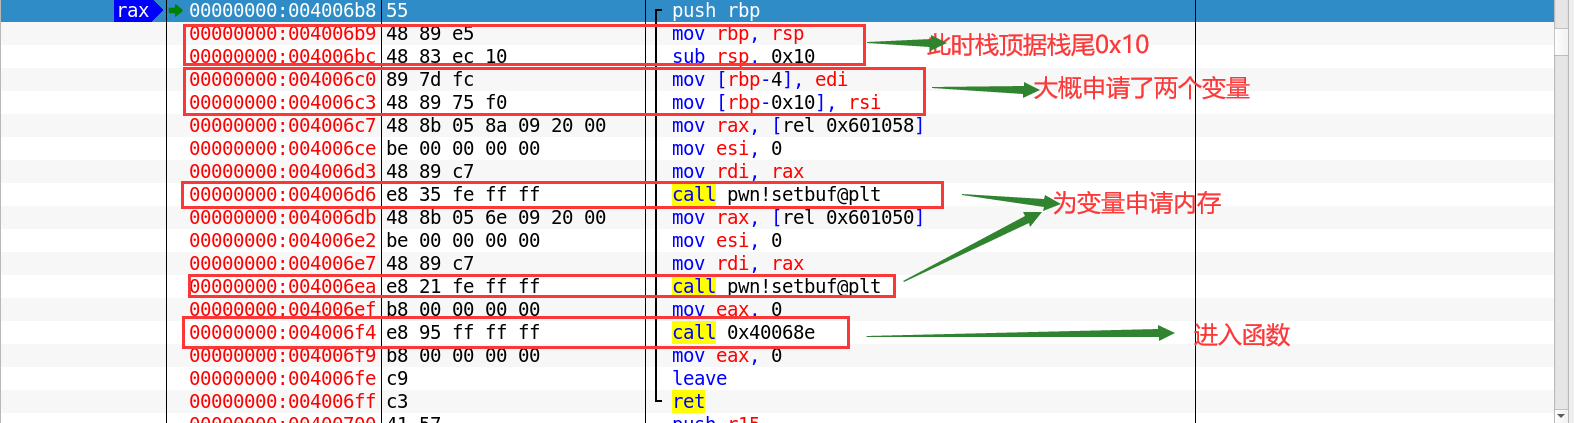 rax 00000000:004006b8 55 push rbp
00000000:004006b9 48 89 e5 mov rbp, rsp
此时栈顶据栈尾0x10
00000000:004006bc 48 83 ec 10 sub rsp, 0x10
00000000:004006c0 89 7d fc mov [rbp-4], edi
大概申请了两个变量
00000000:004006c3 48 89 75 f0 mov [rbp-0x10], rsi
00000000:004006c7 48 8b 05 8a 09 20 00 mov rax, [rel 0x601058]
00000000:004006ce be 00 00 00 00 mov esi, 0
00000000:004006d3 48 89 c7 mov rdi, rax
00000000:004006d6 e8 35 fe ff ff call pwn!setbuf@plt
为变量申请内存
00000000:004006db 48 8b 05 6e 09 20 00 mov rax, [rel 0x601050]
00000000:004006e2 be 00 00 00 00 mov esi, 0
00000000:004006e7 48 89 c7 mov rdi, rax
00000000:004006ea e8 21 fe ff ff call pwn!setbuf@plt
00000000:004006ef b8 00 00 00 00 mov eax, 0
00000000:004006f4 e8 95 ff ff ff call 0x40068e
进入函数
00000000:004006f9 b8 00 00 00 00 mov eax, 0
00000000:004006fe c9 leave
00000000:004006ff c3 ret
00000000:00400700 41 57 push r15